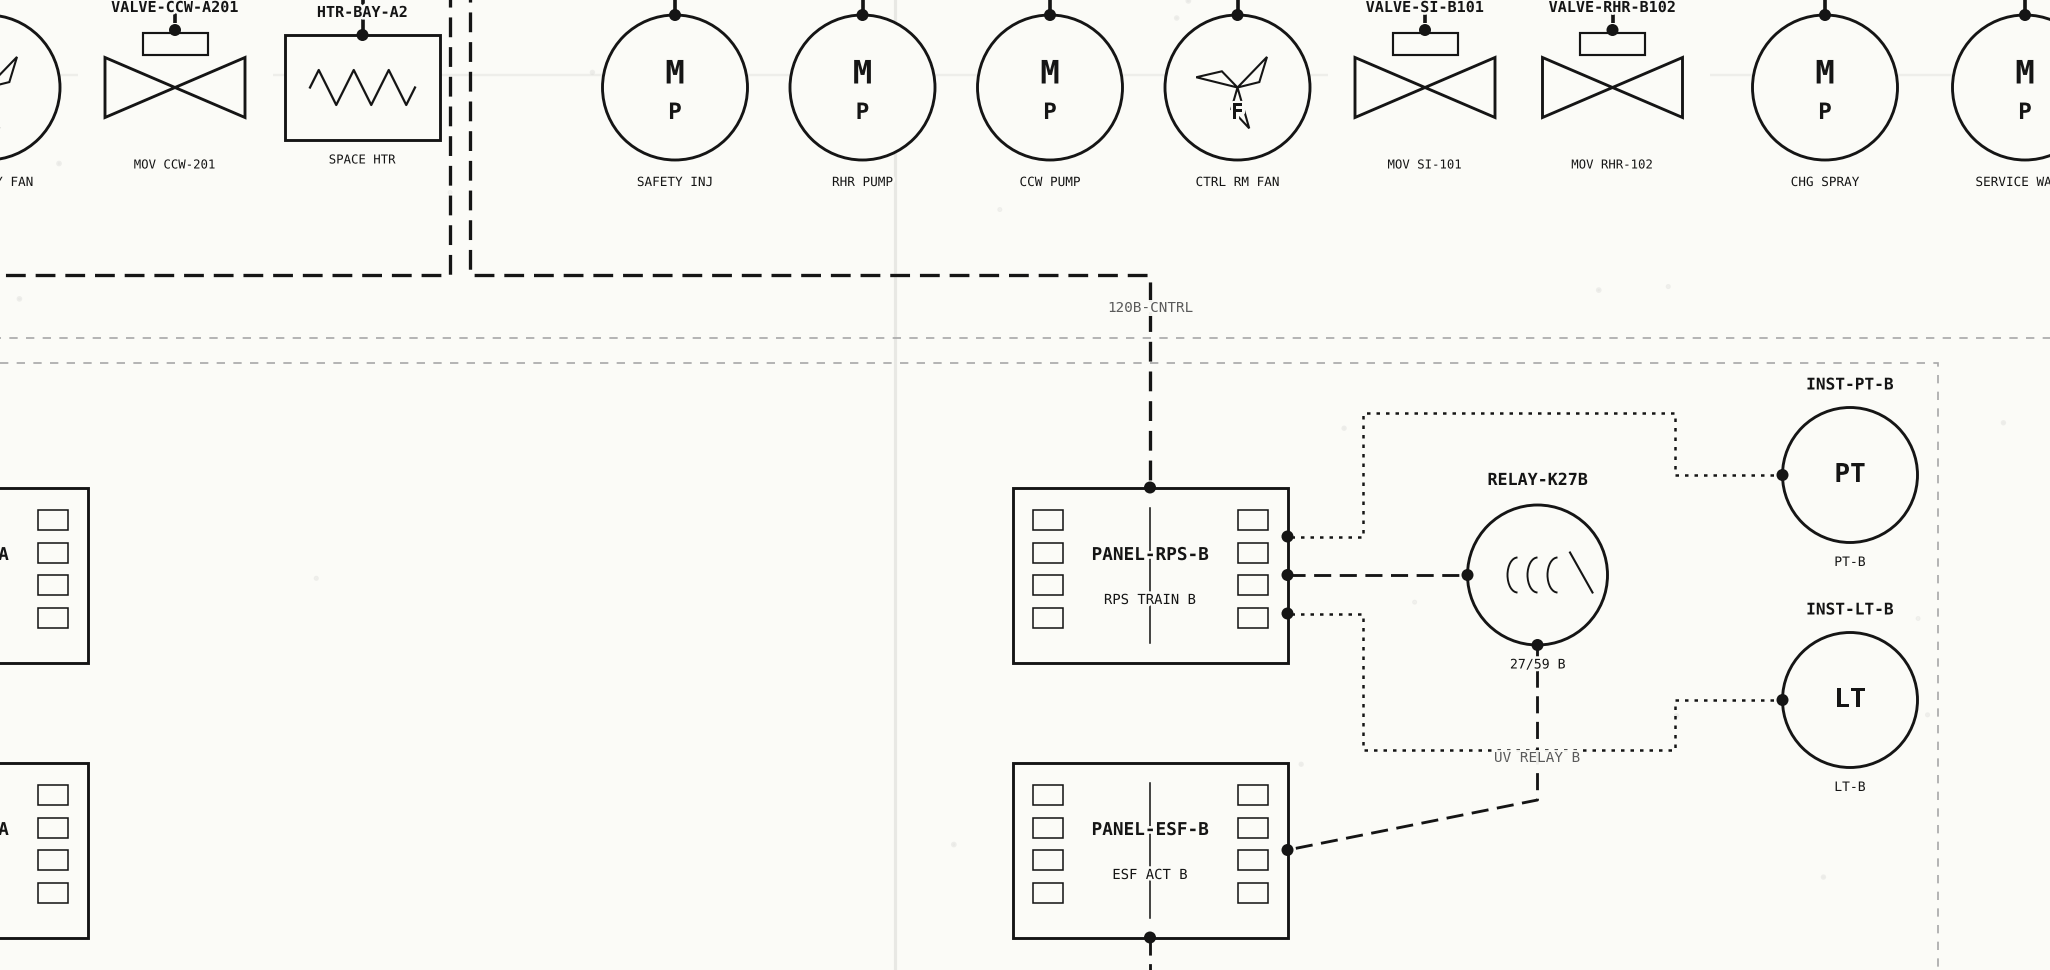 VALVE-CCW-A201
HTR-BAY-A2
VALVE-SI-B101
VALVE-RHR-B102
M
P
M
P
M
P
F
M
P
M
P
FAN
MOV CCW-201
SPACE HTR
SAFETY INJ
RHR PUMP
CCW PUMP
CTRL RM FAN
MOV SI-101
MOV RHR-102
CHG SPRAY
SERVICE WA
120B-CNTRL
INST-PT-B
PT
PT-B
RELAY-K27B
27/59 B
A
PANEL-RPS-B
RPS TRAIN B
INST-LT-B
LT
LT-B
UV RELAY B
A
PANEL-ESF-B
ESF ACT B